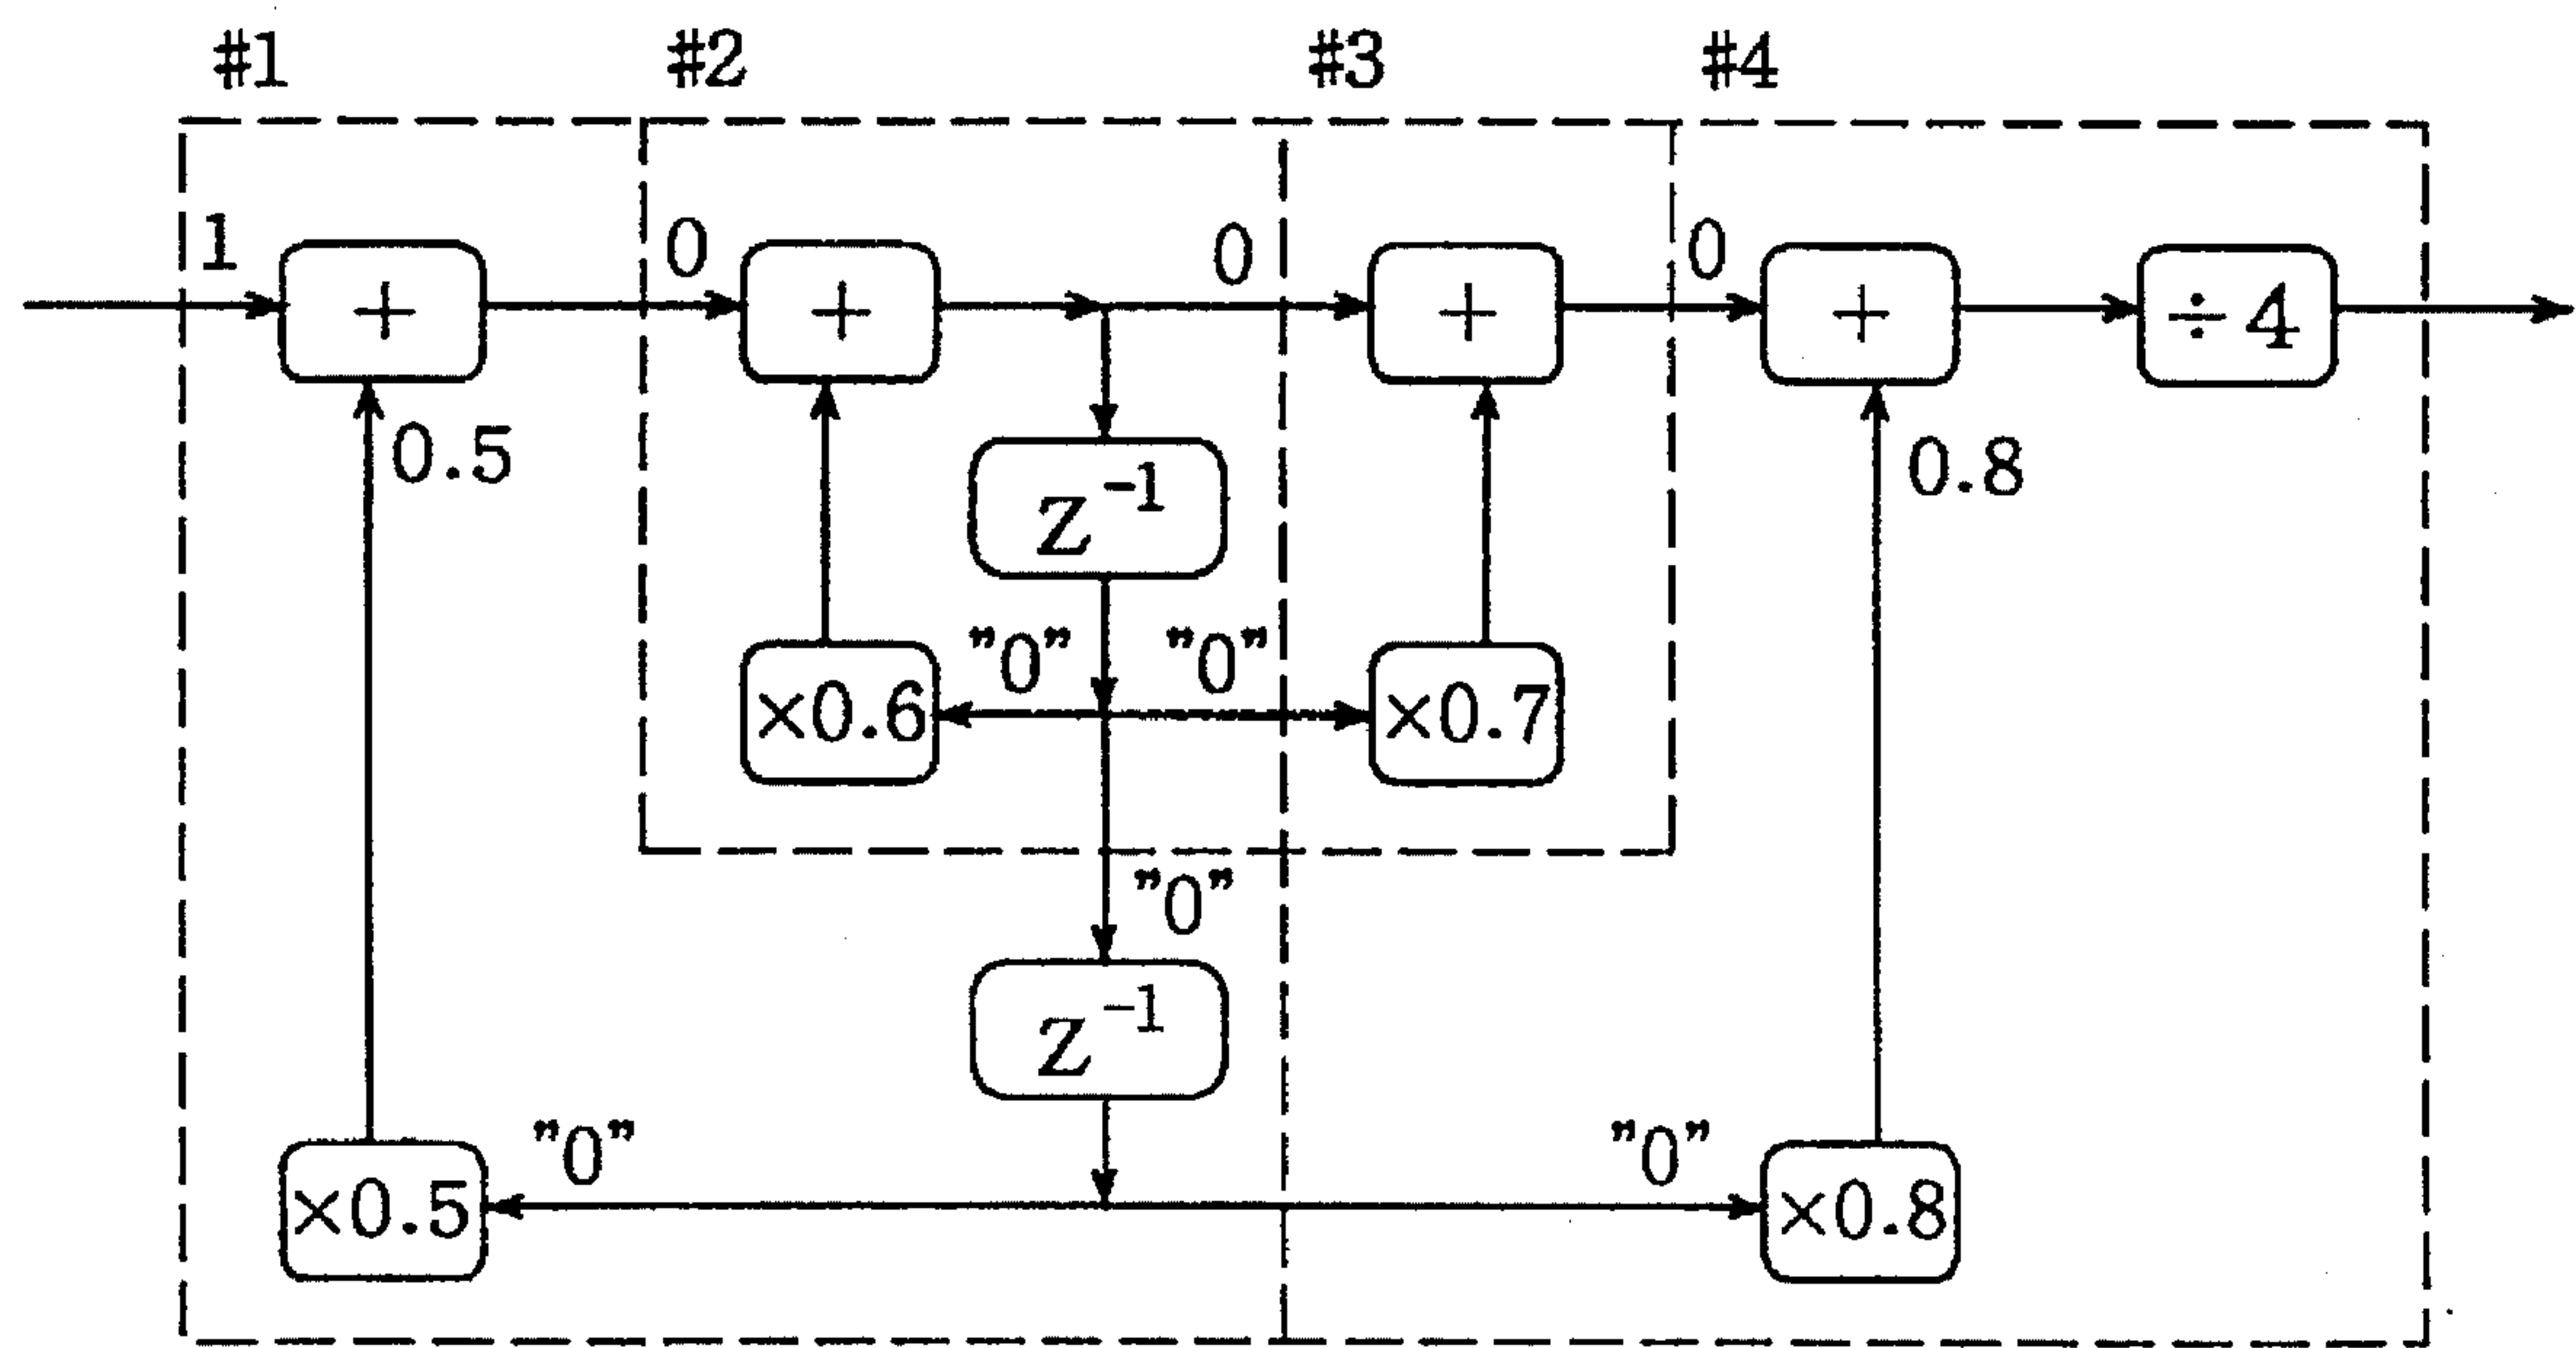 #1 #2 #3 #4
1 0 0 0
+ + + + ÷4
0.5 0.8
Z⁻¹
"0" "0"
×0.6 ×0.7
"0"
Z⁻¹
"0" "0"
×0.5 ×0.8